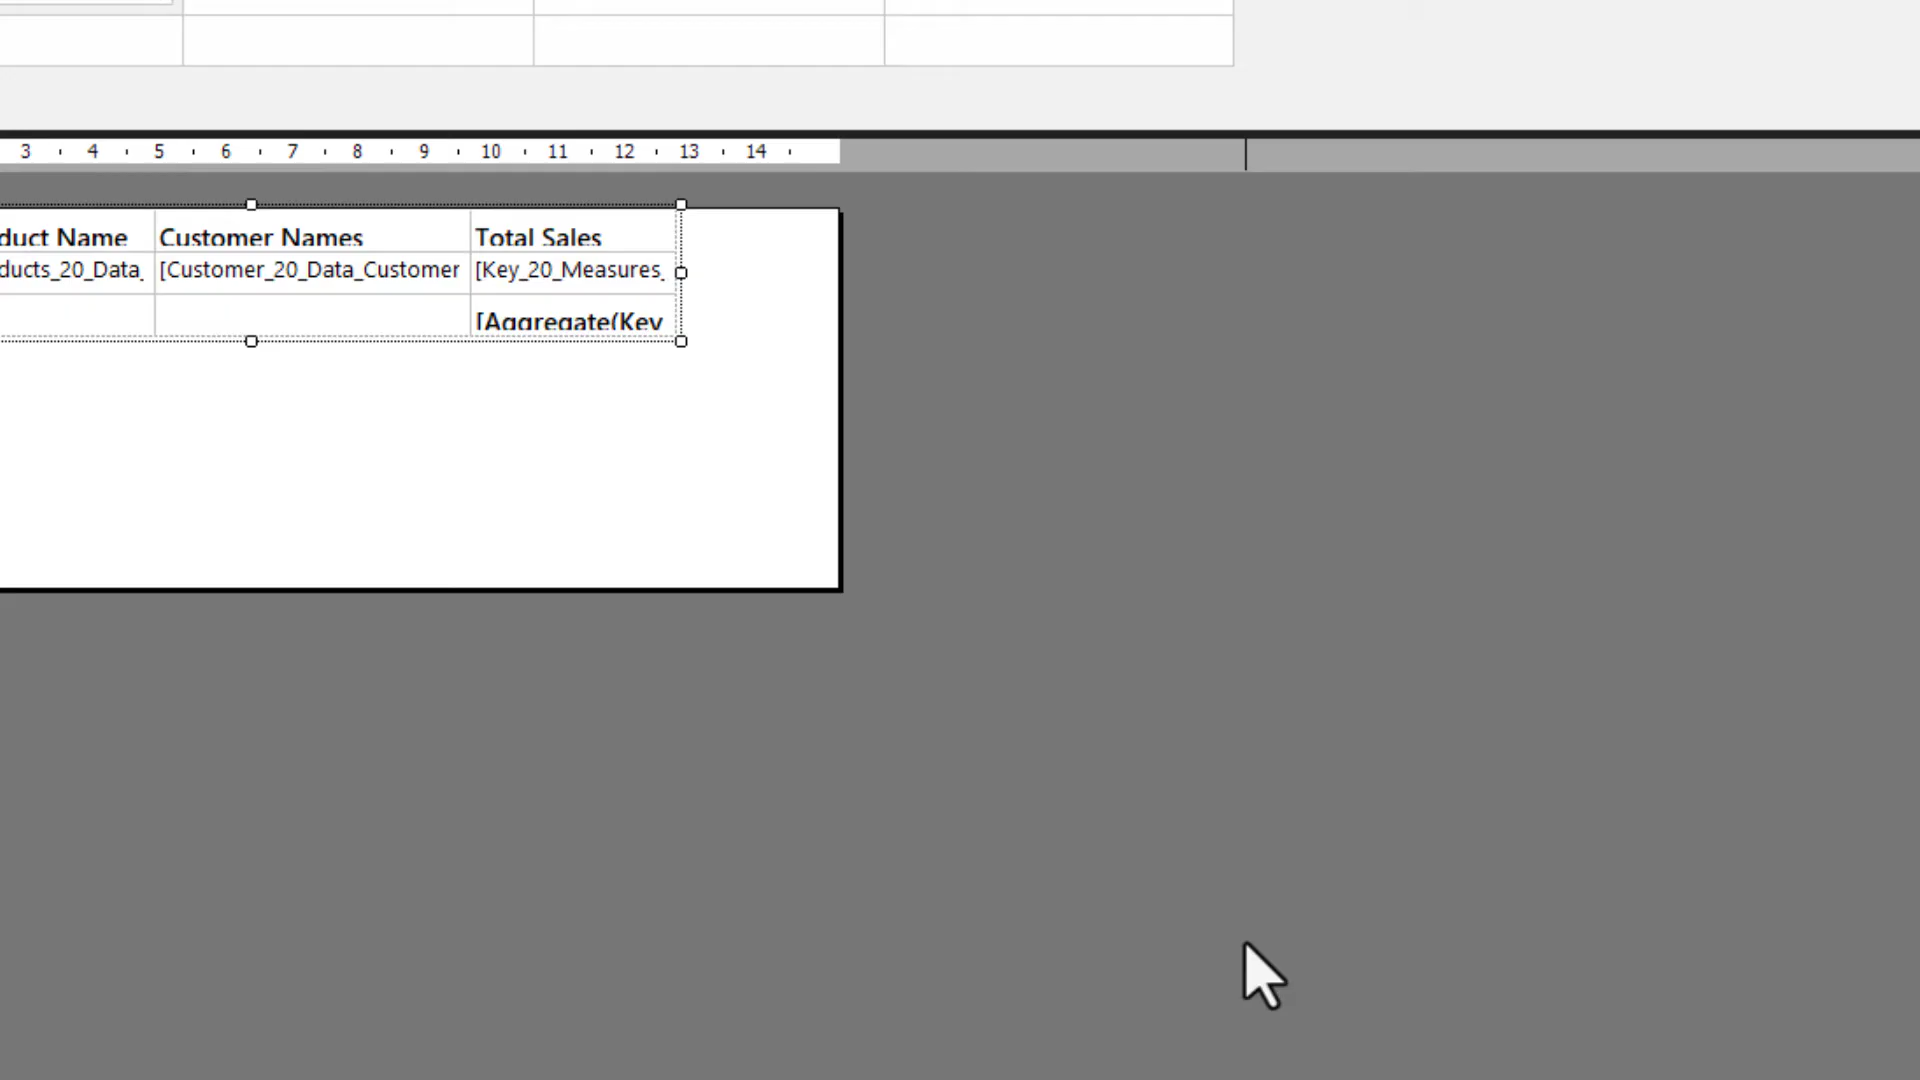 3 4 5 6 7 8 9 10 11 12 13 14
duct Name Customer Names Total Sales
ducts_20_Data_ [Customer_20_Data_Customer [Key_20_Measures_
[Aggregate(Key